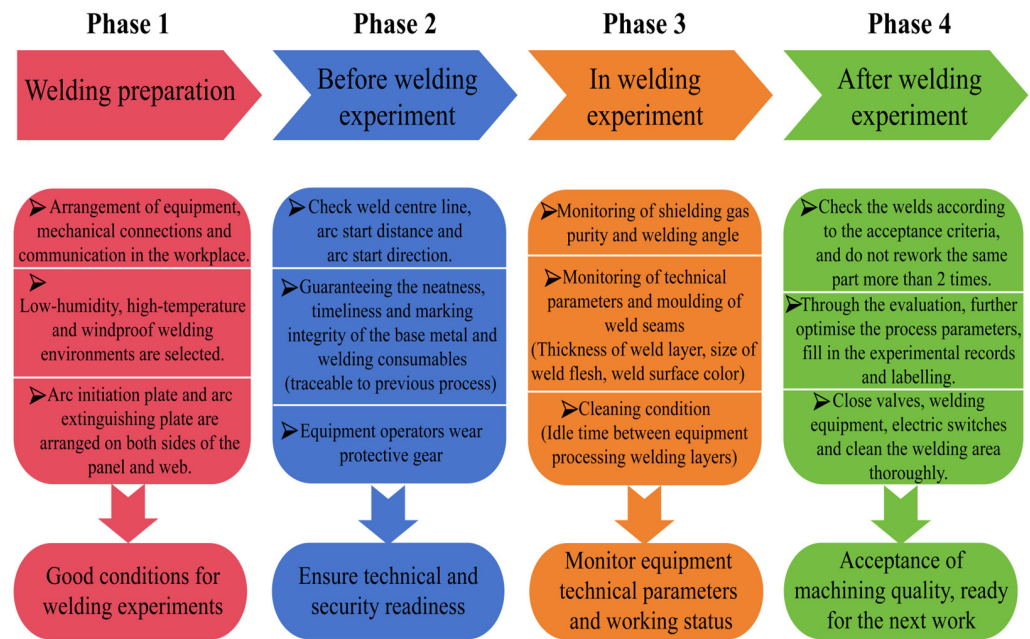 Phase 1
Phase 2
Phase 3
Phase 4
Welding preparation
Before welding
experiment
In welding
experiment
After welding
experiment
➢Arrangement of equipment,
mechanical connections and
communication in the workplace.
➢
Low-humidity, high-temperature
and windproof welding
environments are selected.
➢Arc initiation plate and arc
extinguishing plate are
arranged on both sides of the
panel and web.
Good conditions for
welding experiments
➢Check weld centre line,
arc start distance and
arc start direction.
➢Guaranteeing the neatness,
timeliness and marking
integrity of the base metal and
welding consumables
(traceable to previous process)
➢Equipment operators wear
protective gear
Ensure technical and
security readiness
➢Monitoring of shielding gas
purity and welding angle
➢Monitoring of technical
parameters and moulding of
weld seams
(Thickness of weld layer, size of
weld flesh, weld surface color)
➢Cleaning condition
(Idle time between equipment
processing welding layers)
Monitor equipment
technical parameters
and working status
➢Check the welds according
to the acceptance criteria,
and do not rework the same
part more than 2 times.
➢Through the evaluation, further
optimise the process parameters,
fill in the experimental records
and labelling.
➢Close valves, welding
equipment, electric switches
and clean the welding area
thoroughly.
Acceptance of
machining quality, ready
for the next work